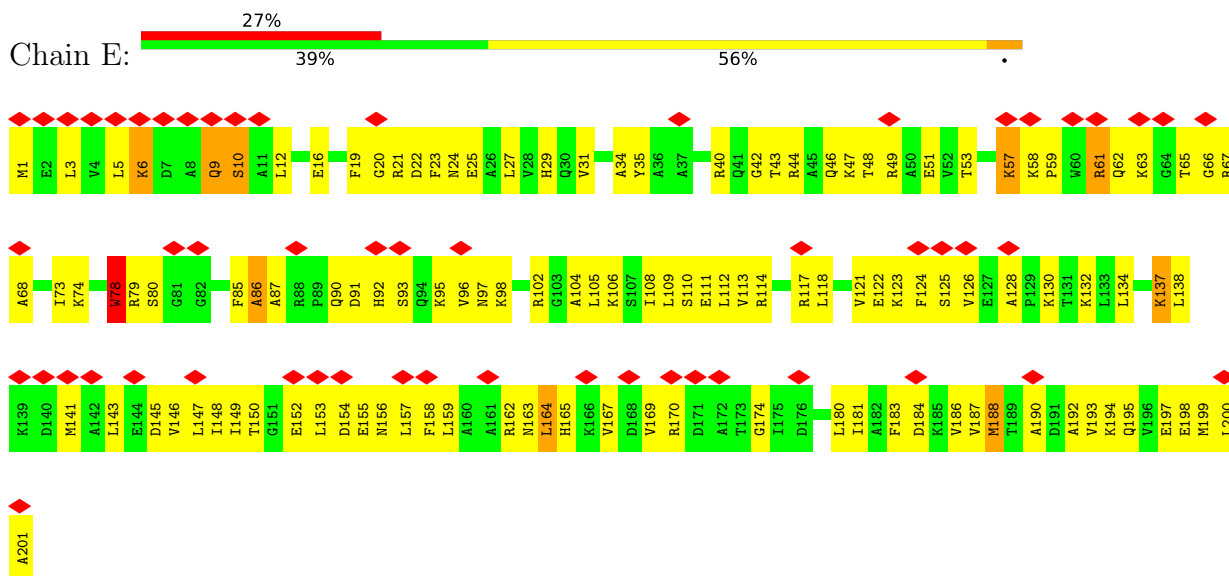 27%
Chain E:
39% 56% •
M1 E2 L3 V4 L5 K6 D7 A8 Q9 S10 A11 L12 E16 F19 G20 R21 D22 F23 N24 E25 A26 L27 V28 H29 Q30 V31 A34 Y35 A36 A37 R40 Q41 G42 T43 R44 A45 Q46 K47 T48 R49 A50 E51 V52 T53 K57 K58 P59 W60 R61 Q62 K63 G64 T65 G66 R67
A68 I73 K74 W78 R79 S80 G81 G82 F85 A86 A87 R88 P89 Q90 D91 H92 S93 Q94 K95 V96 N97 K98 R102 G103 A104 L105 K106 S107 I108 L109 S110 E111 L112 V113 R114 R117 L118 V121 E122 K123 F124 S125 V126 E127 A128 P129 K130 T131 K132 L133 L134 K137 L138
K139 D140 M141 A142 L143 E144 D145 V146 L147 I148 I149 T150 G151 E152 L153 D154 E155 N156 L157 F158 L159 A160 A161 R162 N163 L164 H165 K166 V167 D168 V169 R170 D171 A172 T173 G174 I175 D176 L180 I181 A182 F183 D184 K185 V186 V187 M188 T189 A190 D191 A192 V193 K194 Q195 V196 E197 E198 M199 L200
A201